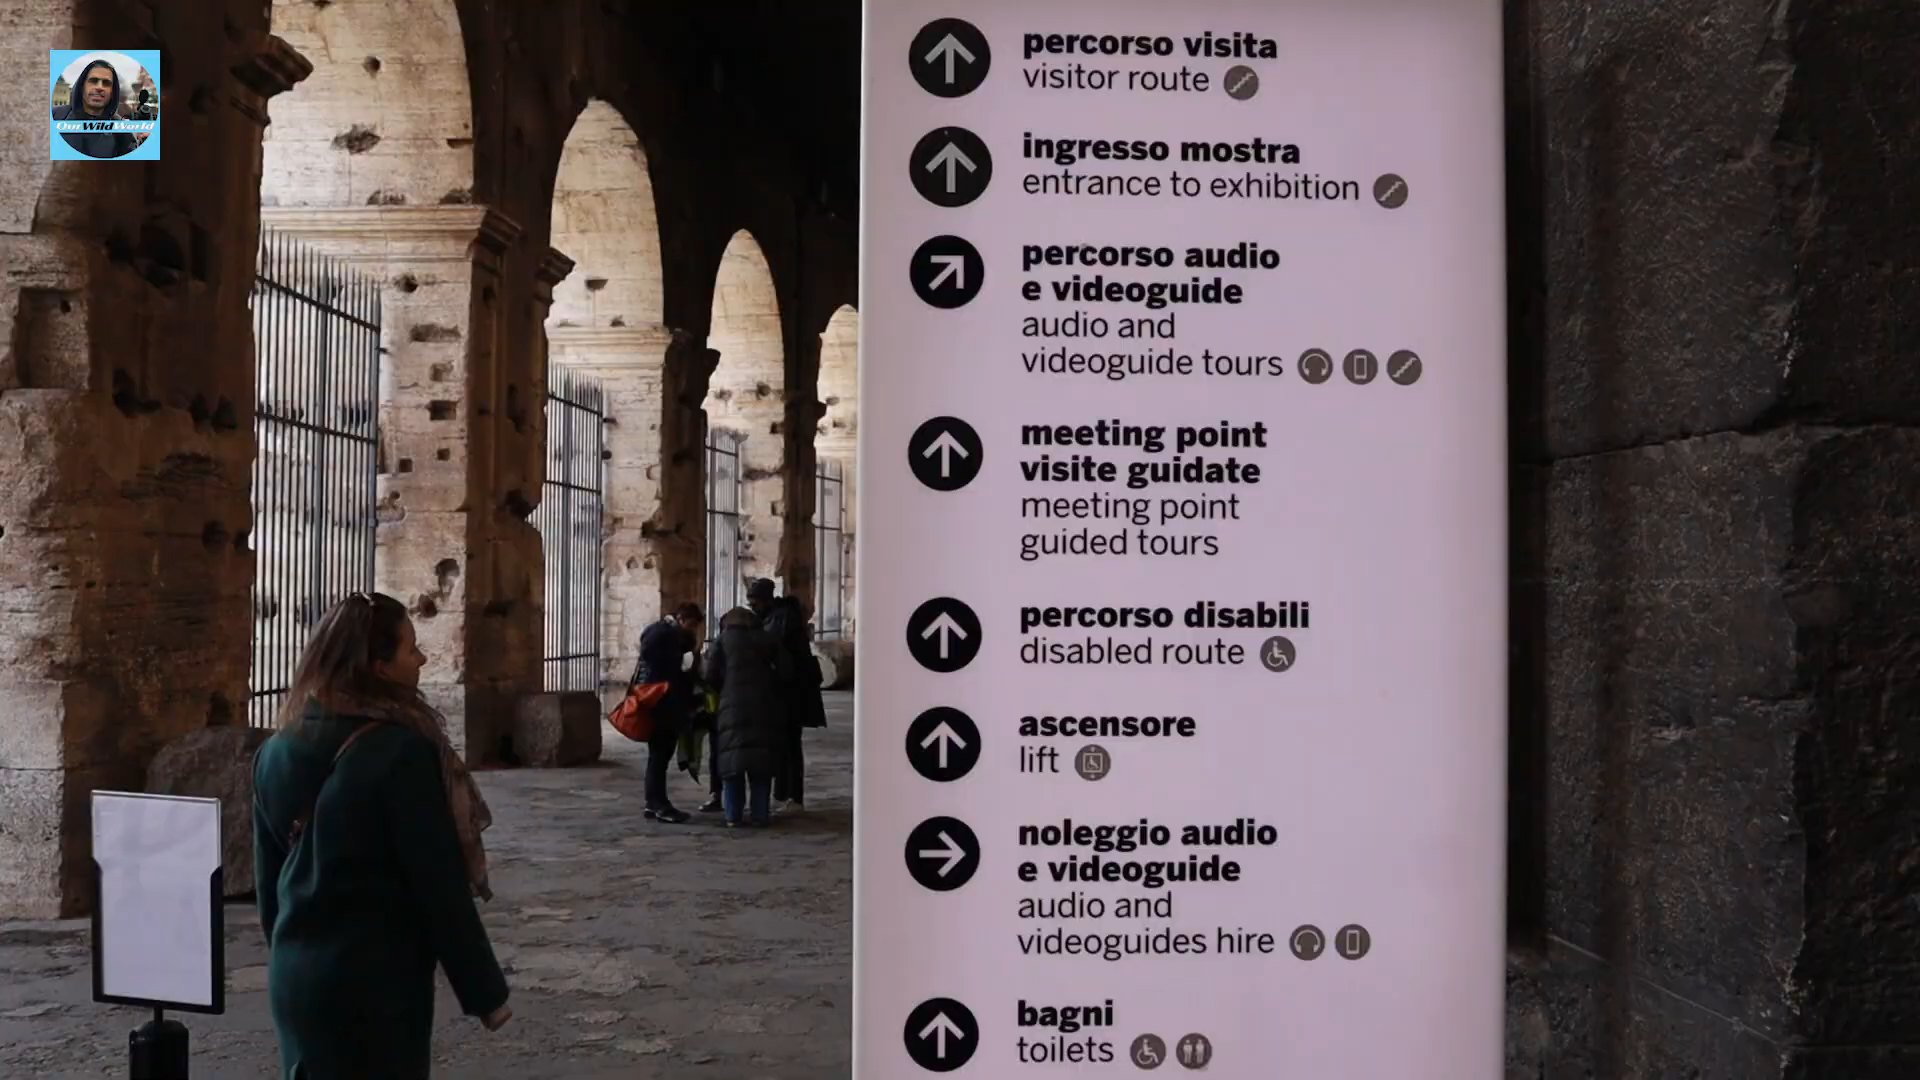 OurWildWorld
percorso visita
visitor route
ingresso mostra
entrance to exhibition
percorso audio
e videoguide
audio and
videoguide tours
meeting point
visite guidate
meeting point
guided tours
percorso disabili
disabled route
ascensore
lift
noleggio audio
e videoguide
audio and
videoguides hire
bagni
toilets